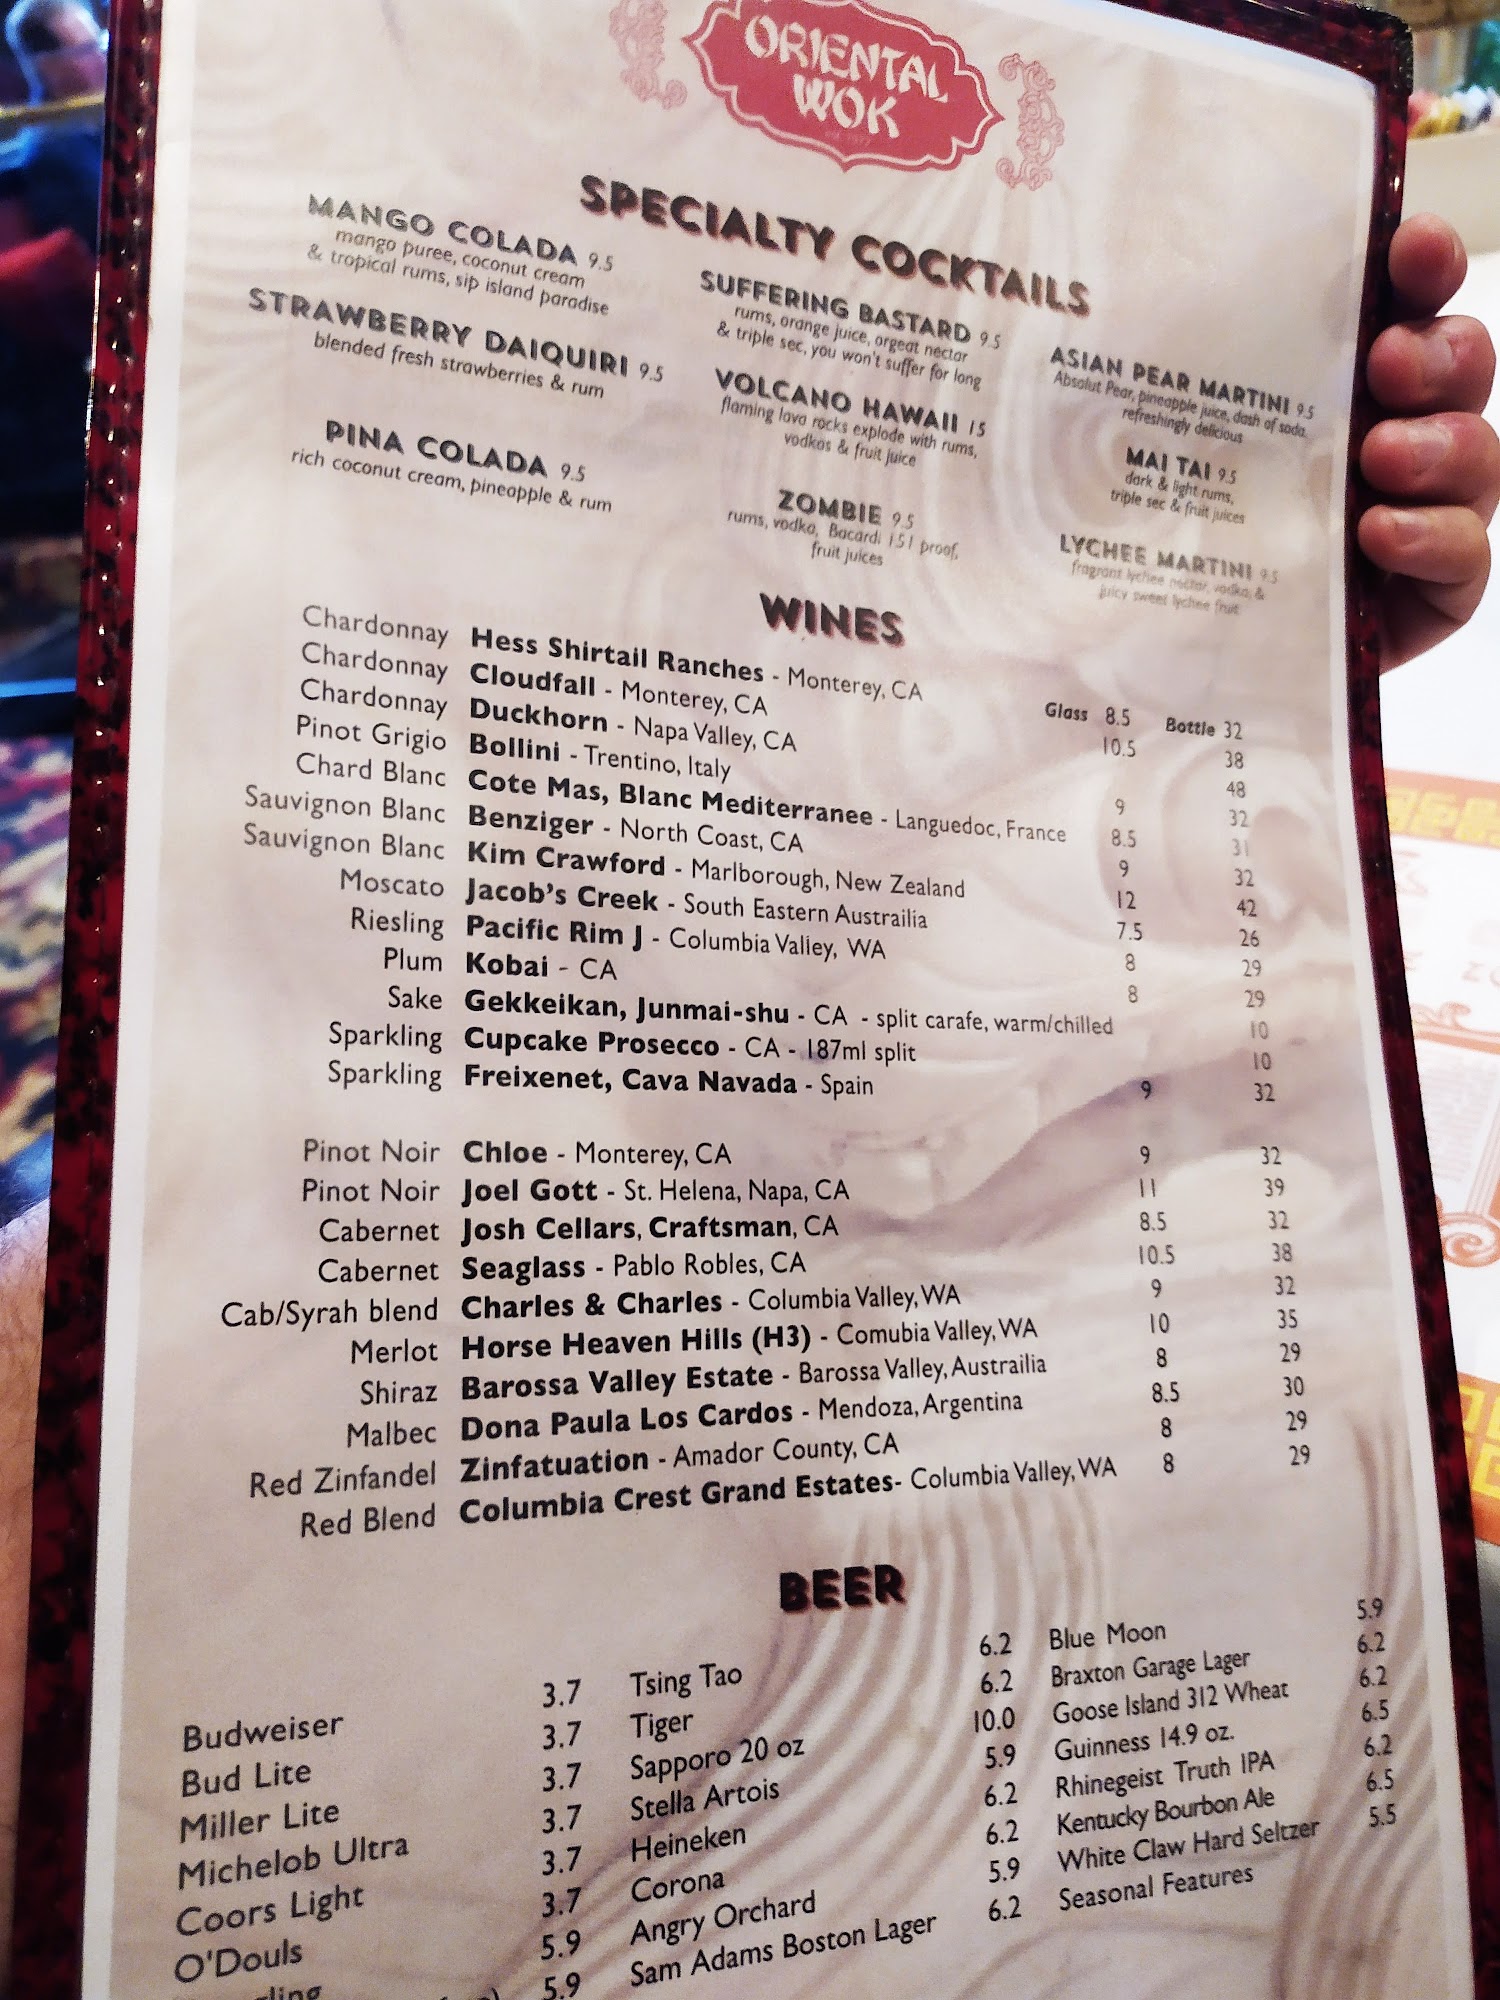 ORIENTAL
WOK
SPECIALTY COCKTAILS
MANGO COLADA 9.5
mango puree, coconut cream
& tropical rums, sip island paradise
STRAWBERRY DAIQUIRI 9.5
blended fresh strawberries & rum
PINA COLADA 9.5
rich coconut cream, pineapple & rum
SUFFERING BASTARD 9.5
rums, orange juice, orgeat nectar
& triple sec, you won't suffer for long
VOLCANO HAWAII 15
flaming lava rocks explode with rums,
vodkas & fruit juice
ZOMBIE 9.5
rums, vodka, Bacardi 151 proof,
fruit juices
ASIAN PEAR MARTINI 9.5
Absolut Pear, pineapple juice, dash of soda.
refreshingly delicious
MAI TAI 9.5
dark & light rums,
triple sec & fruit juices
LYCHEE MARTINI 9.5
fragrant lychee nectar, vodka, &
juicy sweet lychee fruit
WINES
Chardonnay Hess Shirtail Ranches - Monterey, CA Glass 8.5 Bottle 32
Chardonnay Cloudfall - Monterey, CA 10.5 38
Chardonnay Duckhorn - Napa Valley, CA 48
Pinot Grigio Bollini - Trentino, Italy 9 32
Chard Blanc Cote Mas, Blanc Mediterranee - Languedoc, France 8.5 31
Sauvignon Blanc Benziger - North Coast, CA 9 32
Sauvignon Blanc Kim Crawford - Marlborough, New Zealand 12 42
Moscato Jacob's Creek - South Eastern Austrailia 7.5 26
Riesling Pacific Rim J - Columbia Valley, WA 8 29
Plum Kobai - CA 8 29
Sake Gekkeikan, Junmai-shu - CA - split carafe, warm/chilled 10
Sparkling Cupcake Prosecco - CA - 187ml split 10
Sparkling Freixenet, Cava Navada - Spain 9 32
Pinot Noir Chloe - Monterey, CA 9 32
Pinot Noir Joel Gott - St. Helena, Napa, CA 11 39
Cabernet Josh Cellars, Craftsman, CA 8.5 32
Cabernet Seaglass - Pablo Robles, CA 10.5 38
Cab/Syrah blend Charles & Charles - Columbia Valley, WA 9 32
Merlot Horse Heaven Hills (H3) - Comubia Valley, WA 10 35
Shiraz Barossa Valley Estate - Barossa Valley, Austrailia 8 29
Malbec Dona Paula Los Cardos - Mendoza, Argentina 8.5 30
Red Zinfandel Zinfatuation - Amador County, CA 8 29
Red Blend Columbia Crest Grand Estates- Columbia Valley, WA 8 29
BEER
Budweiser 3.7
Bud Lite 3.7
Miller Lite 3.7
Michelob Ultra 3.7
Coors Light 3.7
O'Douls 3.7
5.9
5.9
Tsing Tao 6.2
Tiger 6.2
Sapporo 20 oz 10.0
Stella Artois 5.9
Heineken 6.2
Corona 6.2
Angry Orchard 5.9
Sam Adams Boston Lager 6.2
Blue Moon 5.9
Braxton Garage Lager 6.2
Goose Island 312 Wheat 6.2
Guinness 14.9 oz. 6.5
Rhinegeist Truth IPA 6.2
Kentucky Bourbon Ale 6.5
White Claw Hard Seltzer 5.5
Seasonal Features